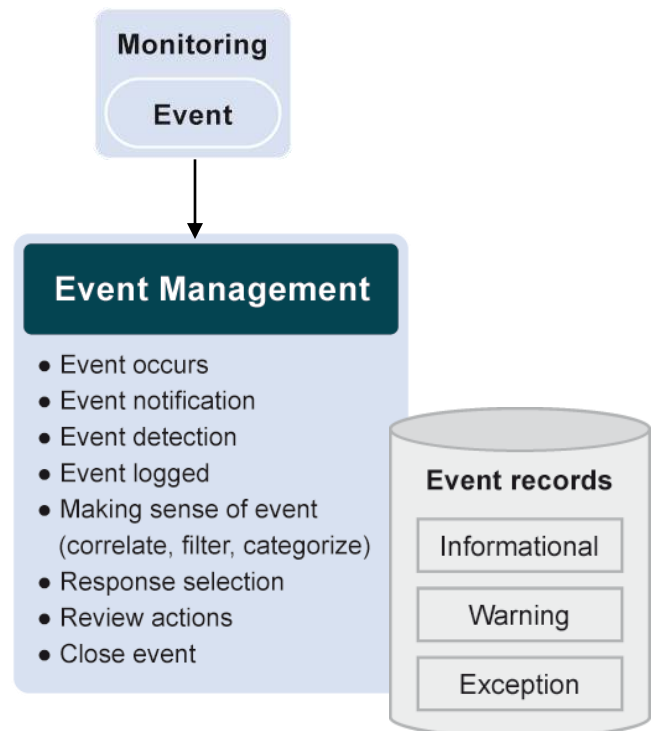 Monitoring
Event
Event Management
● Event occurs
● Event notification
● Event detection
● Event logged
● Making sense of event
(correlate, filter, categorize)
● Response selection
● Review actions
● Close event
Event records
Informational
Warning
Exception